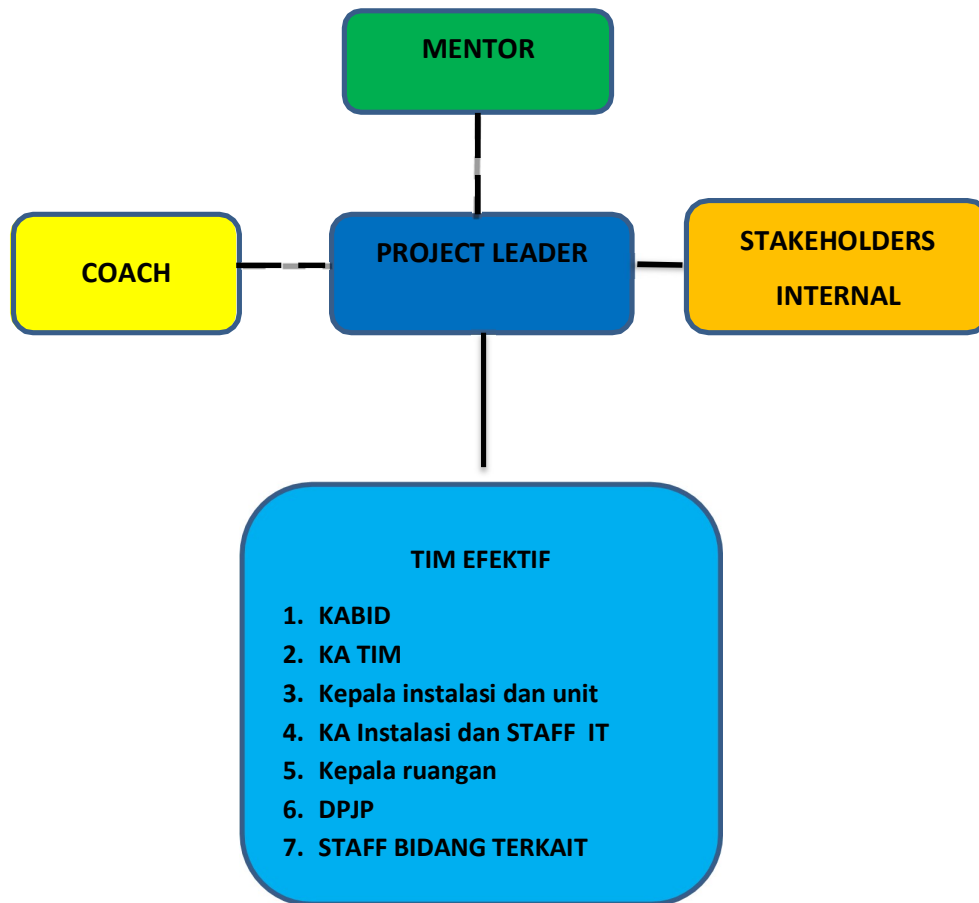 MENTOR
COACH
PROJECT LEADER
STAKEHOLDERS
INTERNAL
TIM EFEKTIF
1. KABID
2. KA TIM
3. Kepala instalasi dan unit
4. KA Instalasi dan STAFF IT
5. Kepala ruangan
6. DPJP
7. STAFF BIDANG TERKAIT